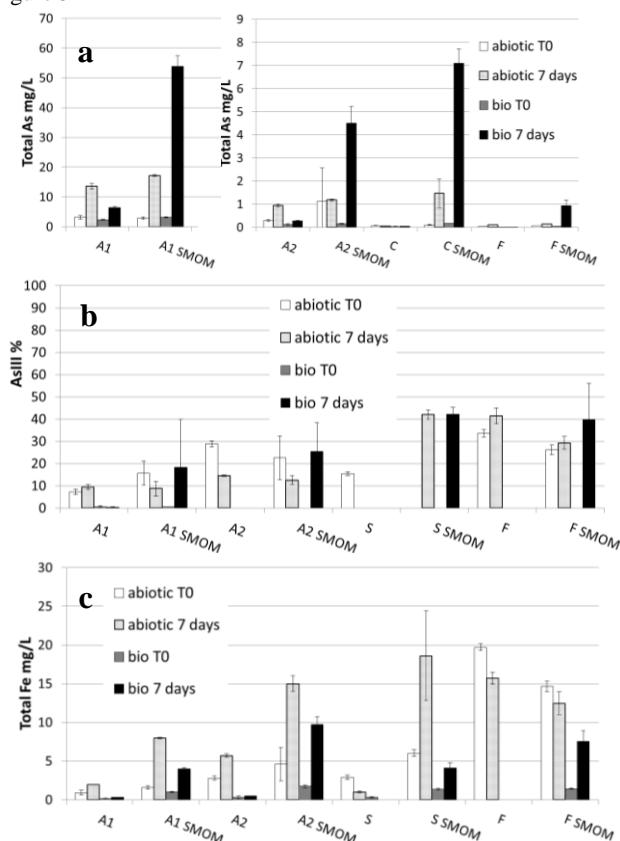 a
Total As mg/L
70
60
50
40
30
20
10
0
A1
A1 SMOM
Total As mg/L
9
8
7
6
5
4
3
2
1
0
abiotic T0
abiotic 7 days
bio T0
bio 7 days
A2
A2 SMOM
C
C SMOM
F
F SMOM
b
AsIII %
100
90
80
70
60
50
40
30
20
10
0
abiotic T0
abiotic 7 days
bio T0
bio 7 days
A1
A1 SMOM
A2
A2 SMOM
S
S SMOM
F
F SMOM
c
Total Fe mg/L
30
25
20
15
10
5
0
abiotic T0
abiotic 7 days
bio T0
bio 7 days
A1
A1 SMOM
A2
A2 SMOM
S
S SMOM
F
F SMOM